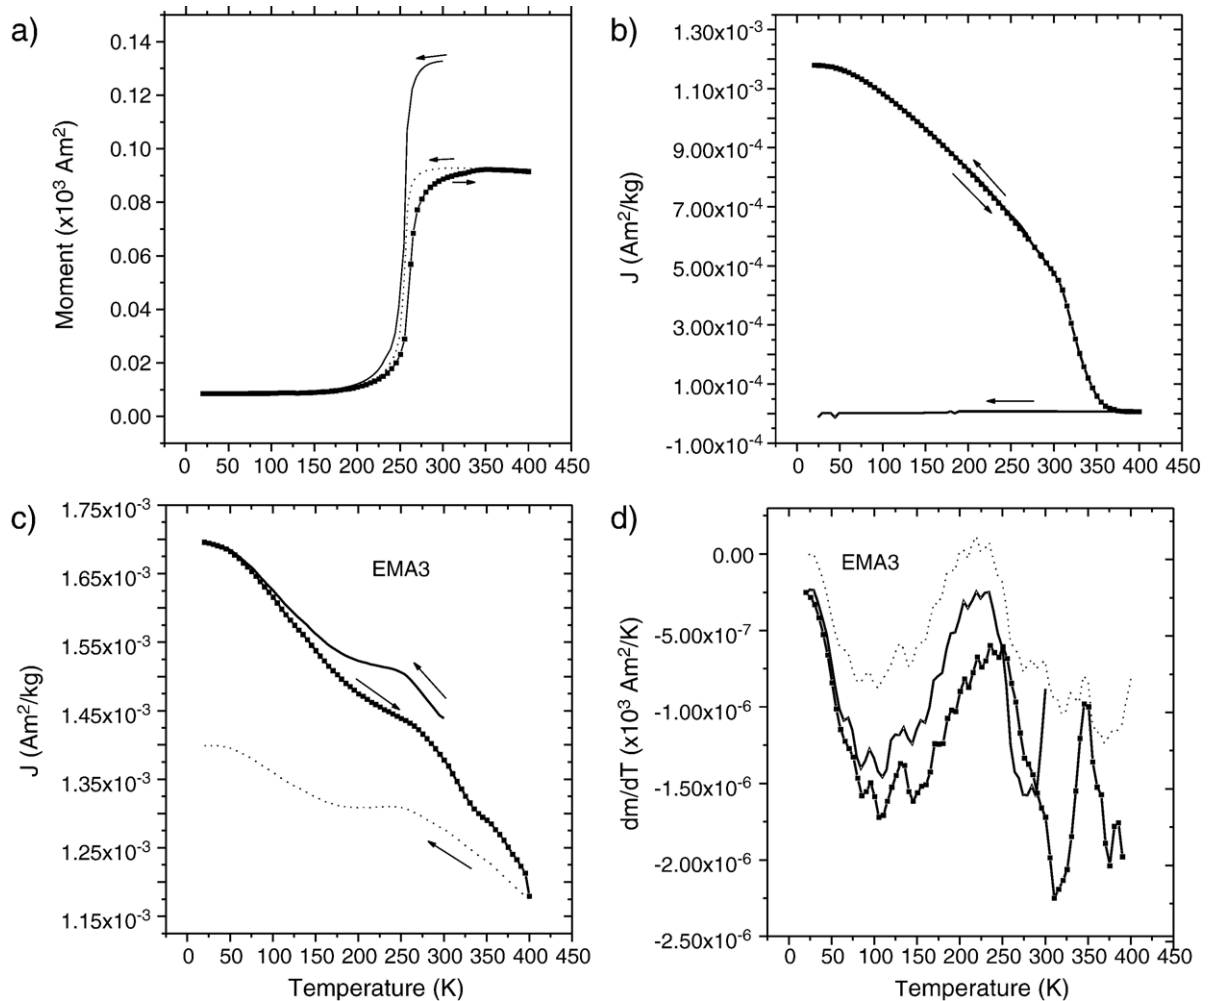 a)
Moment (x10³ Am²)
0.14
0.12
0.10
0.08
0.06
0.04
0.02
0.00
0 50 100 150 200 250 300 350 400 450
b)
J (Am²/kg)
1.30x10⁻³
1.10x10⁻³
9.00x10⁻⁴
7.00x10⁻⁴
5.00x10⁻⁴
3.00x10⁻⁴
1.00x10⁻⁴
-1.00x10⁻⁴
0 50 100 150 200 250 300 350 400 450
c)
J (Am²/kg)
1.75x10⁻³
1.65x10⁻³
1.55x10⁻³
1.45x10⁻³
1.35x10⁻³
1.25x10⁻³
1.15x10⁻³
EMA3
0 50 100 150 200 250 300 350 400 450
Temperature (K)
d)
dm/dT (x10³ Am²/K)
0.00
-5.00x10⁻⁷
-1.00x10⁻⁶
-1.50x10⁻⁶
-2.00x10⁻⁶
-2.50x10⁻⁶
EMA3
0 50 100 150 200 250 300 350 400 450
Temperature (K)